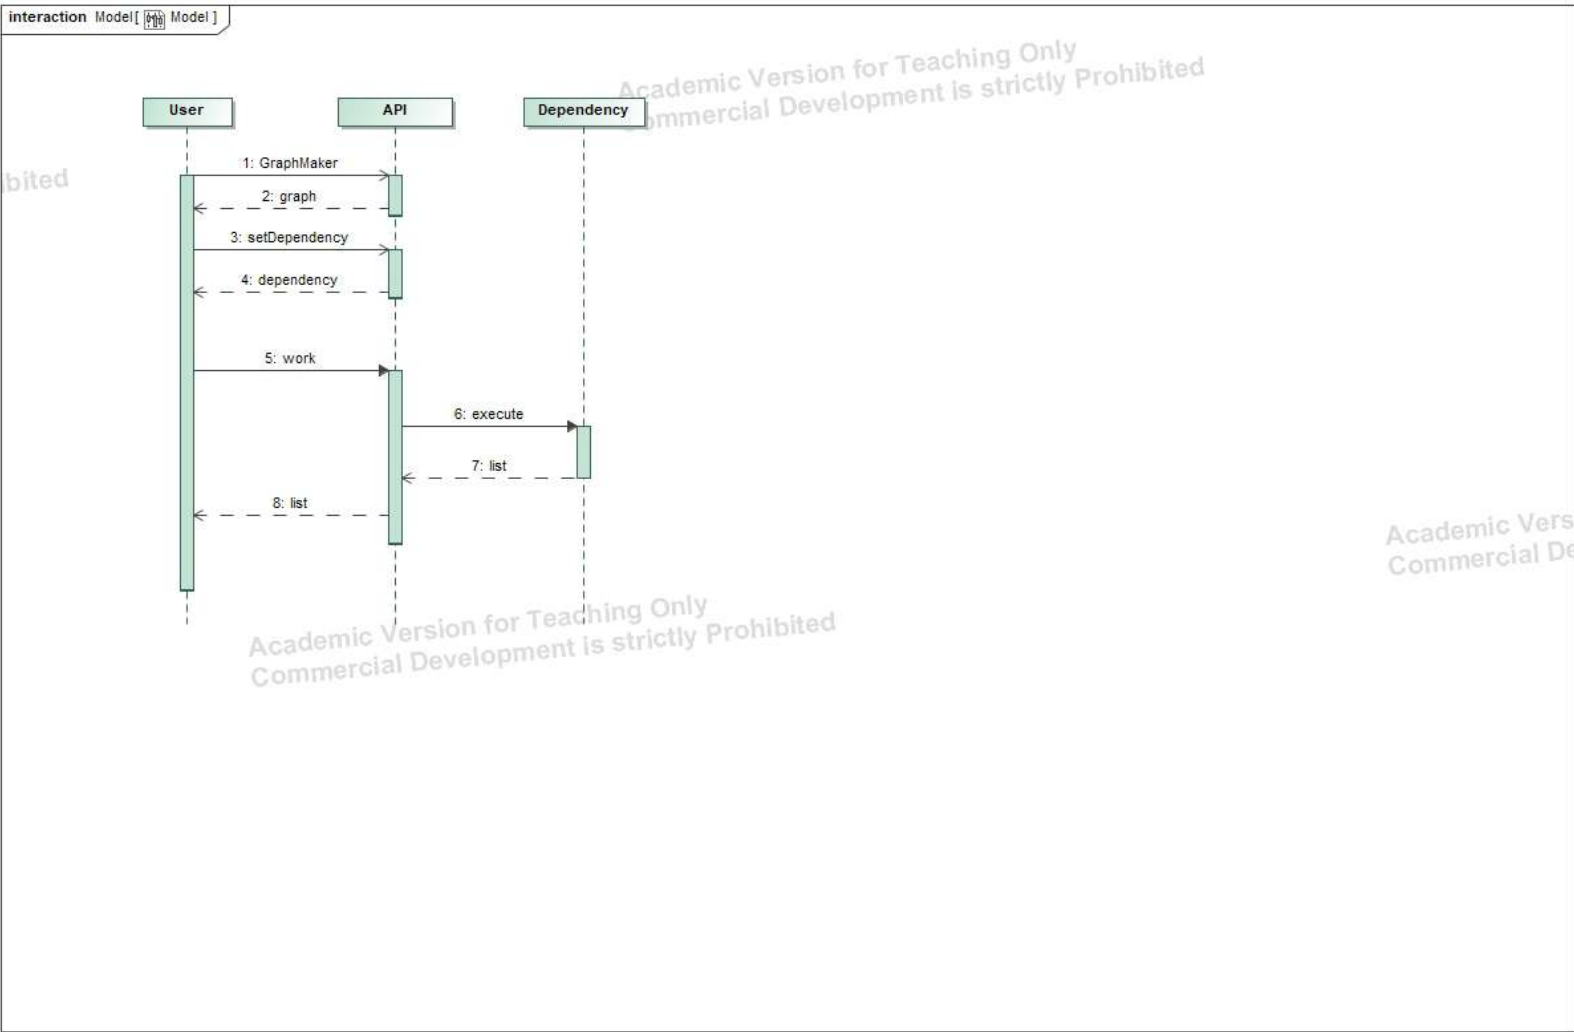 interaction Model[ Model ]
Academic Version for Teaching Only
Commercial Development is strictly Prohibited
User
API
Dependency
1: GraphMaker
ibited
2: graph
3: setDependency
4: dependency
5: work
6: execute
7: list
8: list
Academic Vers
Commercial De
Academic Version for Teaching Only
Commercial Development is strictly Prohibited